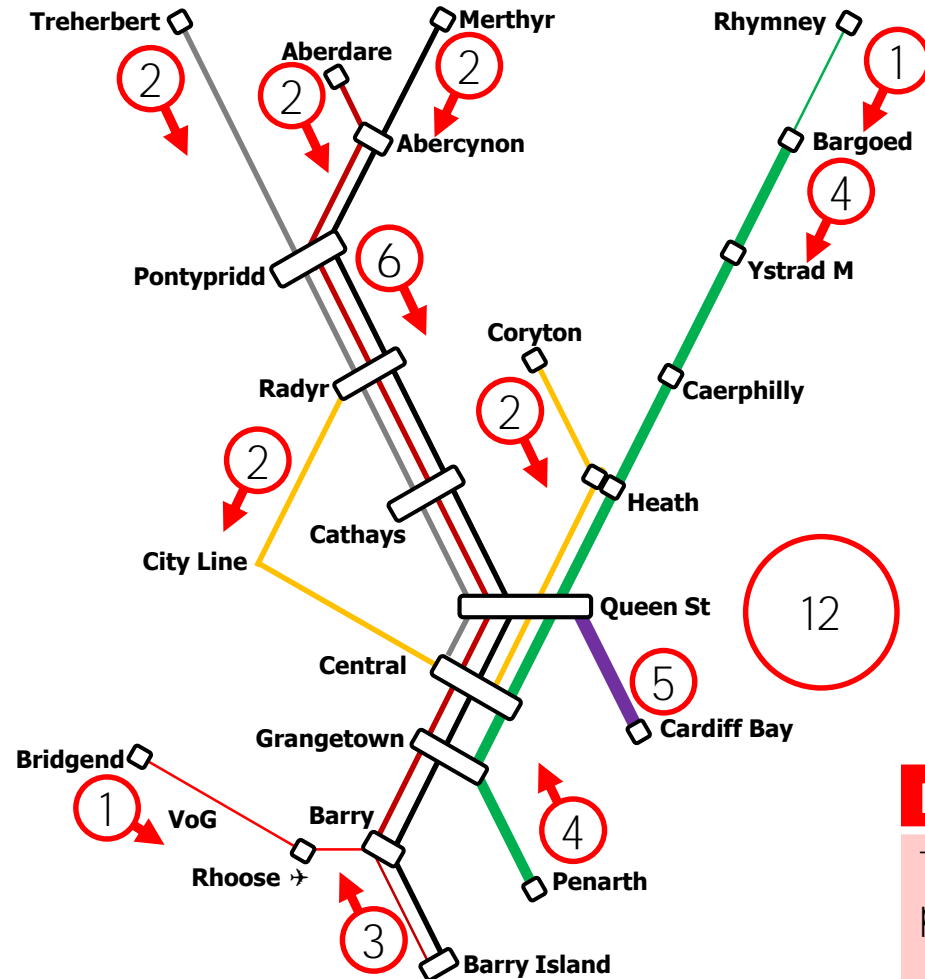 Treherbert
Merthyr
Rhymney
Aberdare
1
2
2
2
Bargoed
Abercynon
4
6
Ystrad M
Pontypridd
Coryton
Radyr
Caerphilly
2
2
Heath
Cathays
City Line
Queen St
12
Central
5
Grangetown
Cardiff Bay
Bridgend
1
VoG
Barry
4
Rhoose ✈
Penarth
3
Barry Island